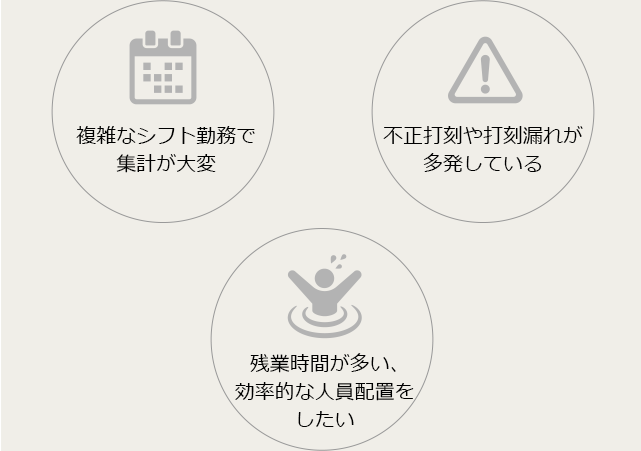 複雑なシフト勤務で
集計が大変
不正打刻や打刻漏れが
多発している
残業時間が多い、
効率的な人員配置を
したい